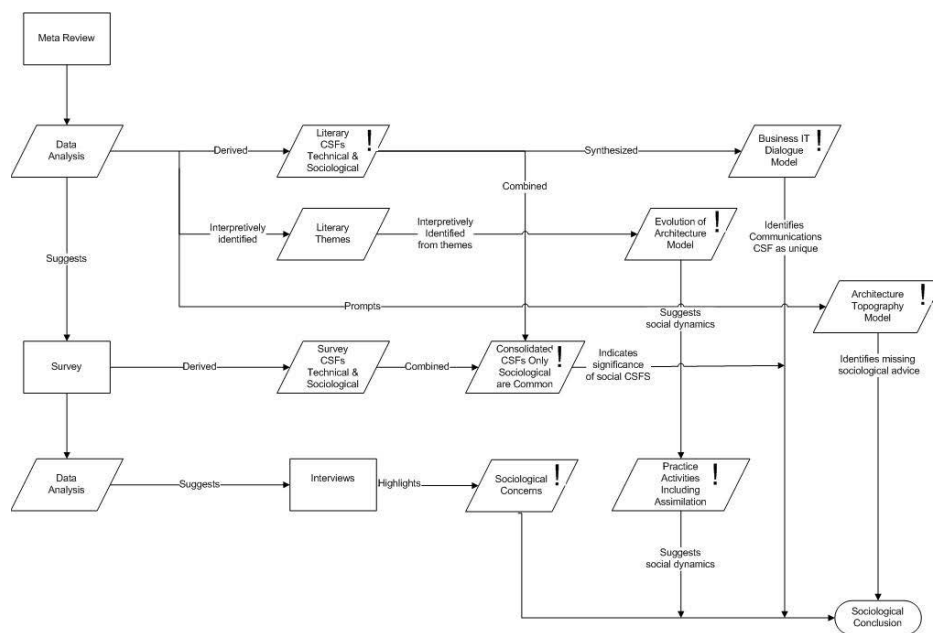 Meta Review
Data
Analysis
Derived
Literary
CSFs
Technical &
Sociological
!
Synthesized
Business IT
Dialogue
Model
!
Combined
Interpretively
identified
Literary
Themes
Interpretively
Identified
from themes
Evolution of
Architecture
Model
!
Identifies
Communications
CSF as unique
Suggests
Prompts
Architecture
Topography
Model
!
Suggests
social dynamics
Survey
Derived
Survey
CSFs
Technical &
Sociological
Combined
Consolidated
CSFs Only
Sociological
are Common
!
Indicates
significance
of social CSFS
Identifies missing
sociological advice
Data
Analysis
Suggests
Interviews
Highlights
Sociological
Concerns
!
Practice
Activities
Including
Assimilation
!
Suggests
social dynamics
Sociological
Conclusion